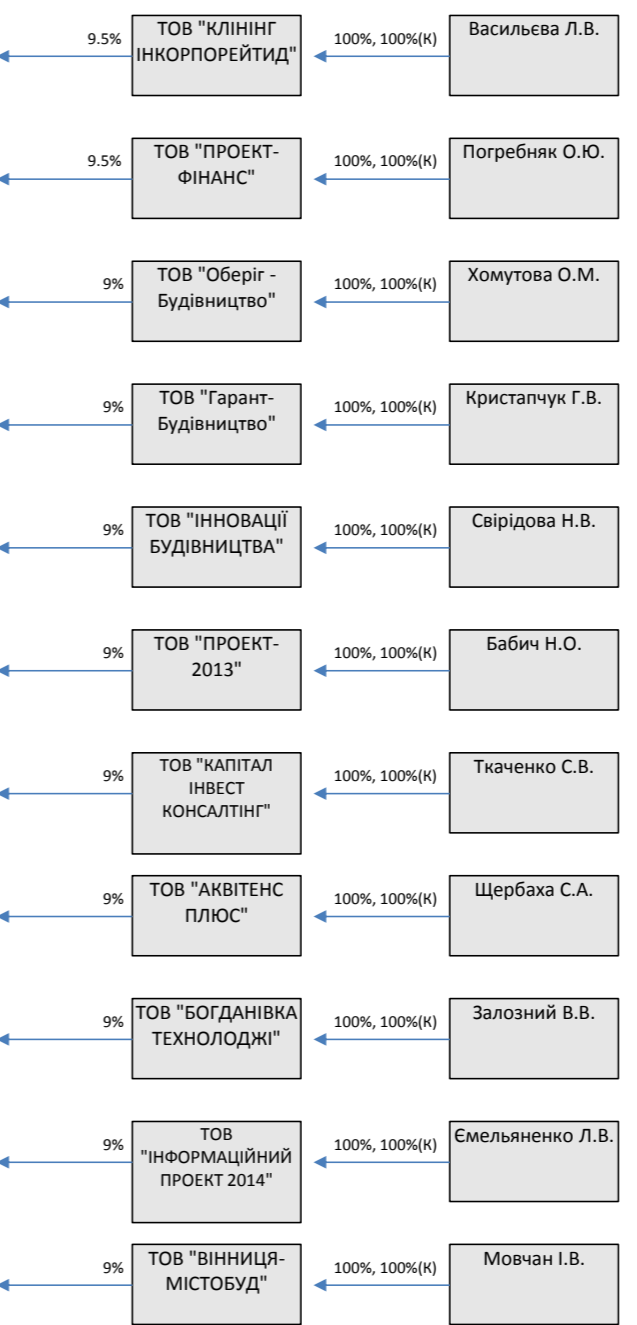 9.5%
ТОВ "КЛІНІНГ
ІНКОРПОРЕЙТИД"
100%, 100%(К)
Васильєва Л.В.
9.5%
ТОВ "ПРОЕКТ-
ФІНАНС"
100%, 100%(К)
Погребняк О.Ю.
9%
ТОВ "Оберіг -
Будівництво"
100%, 100%(К)
Хомутова О.М.
9%
ТОВ "Гарант-
Будівництво"
100%, 100%(К)
Кристапчук Г.В.
9%
ТОВ "ІННОВАЦІЇ
БУДІВНИЦТВА"
100%, 100%(К)
Свірідова Н.В.
9%
ТОВ "ПРОЕКТ-
2013"
100%, 100%(К)
Бабич Н.О.
9%
ТОВ "КАПІТАЛ
ІНВЕСТ
КОНСАЛТІНГ"
100%, 100%(К)
Ткаченко С.В.
9%
ТОВ "АКВІТЕНС
ПЛЮС"
100%, 100%(К)
Щербаха С.А.
9%
ТОВ "БОГДАНІВКА
ТЕХНОЛОДЖІ"
100%, 100%(К)
Залозний В.В.
9%
ТОВ
"ІНФОРМАЦІЙНИЙ
ПРОЕКТ 2014"
100%, 100%(К)
Ємельяненко Л.В.
9%
ТОВ "ВІННИЦЯ-
МІСТОБУД"
100%, 100%(К)
Мовчан І.В.